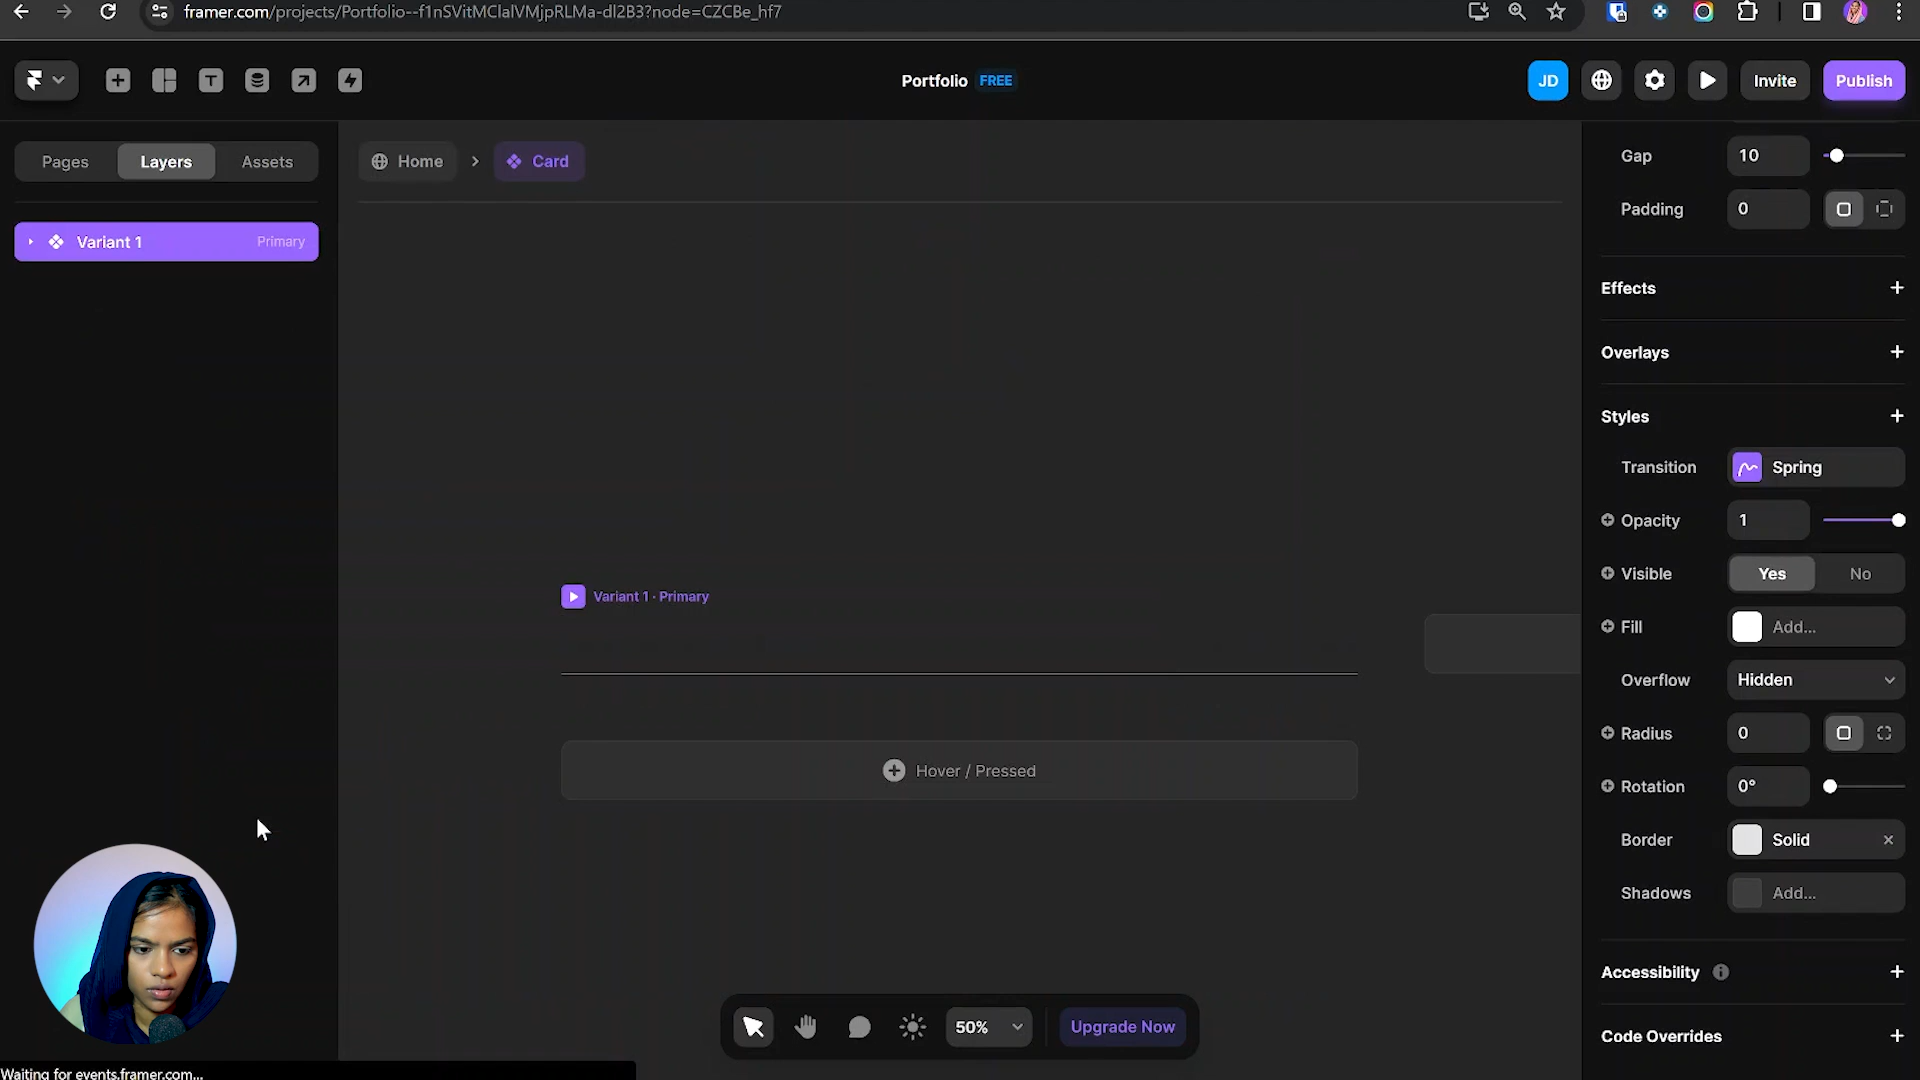 framer.com/projects/Portfolio--f1nSVitMClalVMjpRLMa-dl2B3?node=CZCBe_hf7
Portfolio FREE
JD
Invite
Publish
Pages
Layers
Assets
Home
Card
Variant 1
Primary
Variant 1 · Primary
Hover / Pressed
Gap
10
Padding
0
Effects
Overlays
Styles
Transition
Spring
Opacity
1
Visible
Yes
No
Fill
Add...
Overflow
Hidden
Radius
0
Rotation
0°
Border
Solid
Shadows
Add...
Accessibility
Code Overrides
50%
Upgrade Now
Waiting for events.framer.com...